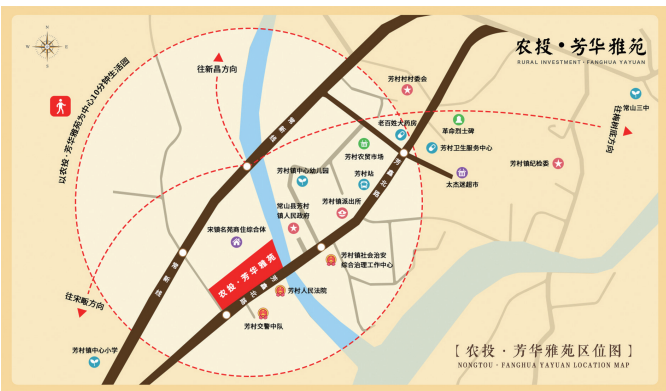 N
W
E
S
农投·芳华雅苑
RURAL INVESTMENT·FANGHUA YAYUAN
往新昌方向
芳村村村委会
常山三中
以农投·芳华雅苑为中心10分钟生活圈
老百姓大药房
革命烈士碑
往梅树底方向
芳村卫生服务中心
芳村农贸市场
芳村镇纪检委
芳村镇中心幼儿园
芳村站
太杰迷超市
常山县芳村
镇人民政府
芳村镇派出所
宋镇名苑商住综合体
芳村镇社会治安
综合治理工作中心
农投·芳华雅苑
芳村人民法院
往宋畈方向
芳村交警中队
芳村镇中心小学
【农投·芳华雅苑区位图】
NONGTOU·FANGHUA YAYUAN LOCATION MAP